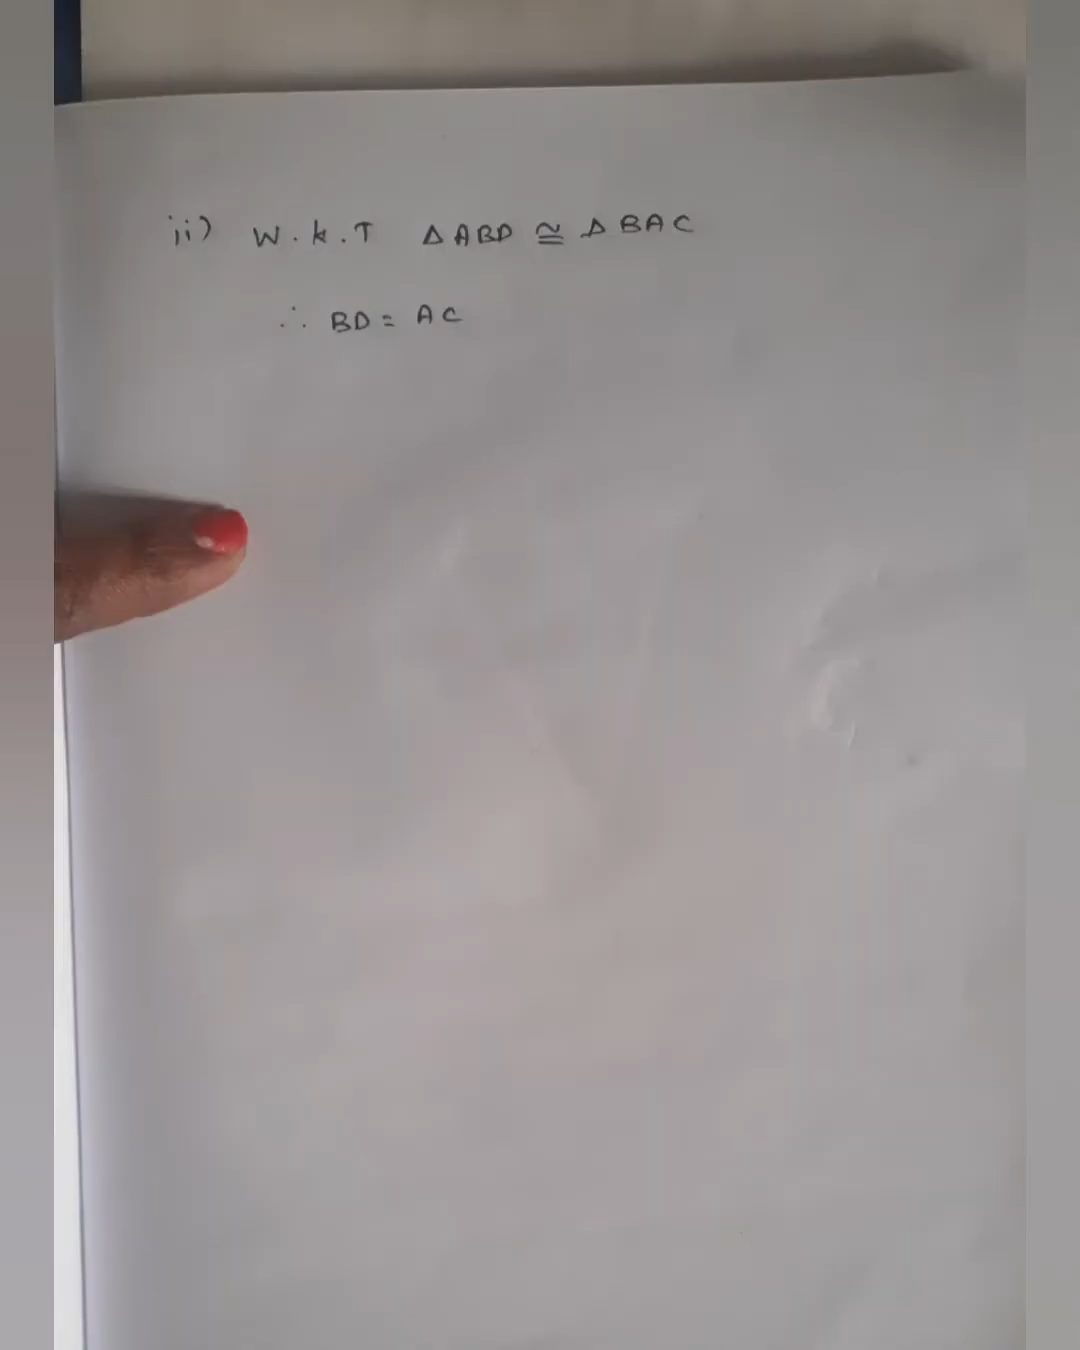 ii) W.K.T ΔABD ≅ ΔBAC
∴ BD = AC